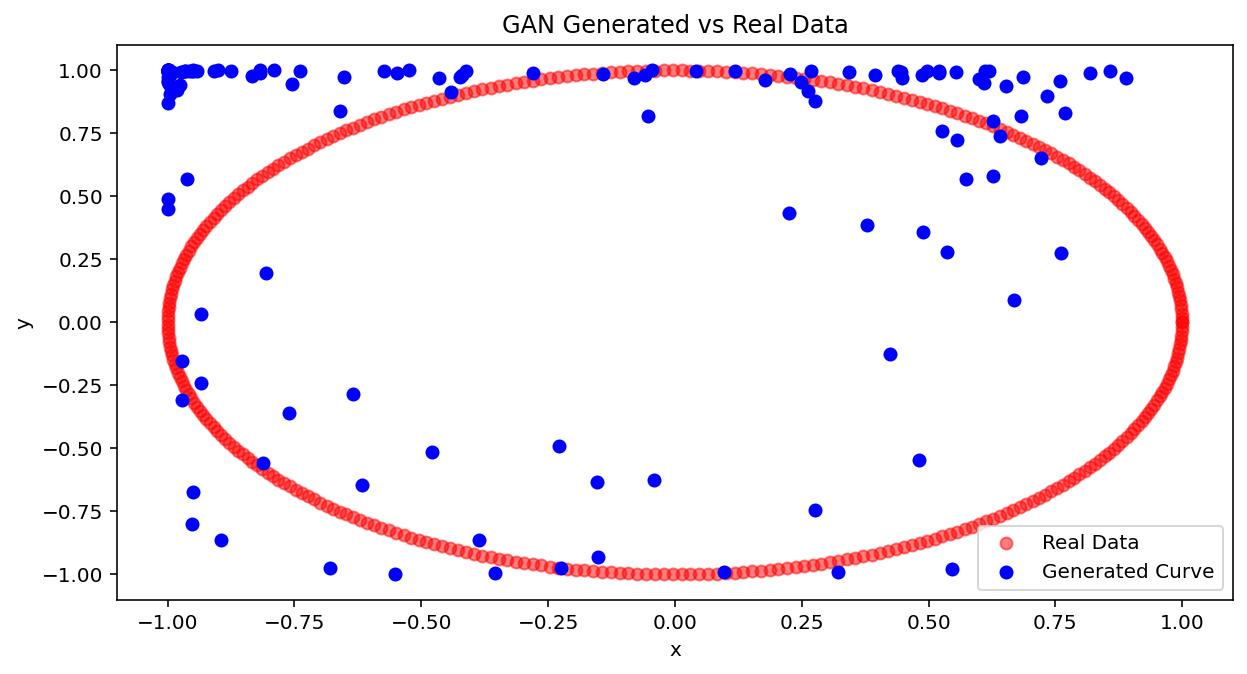 GAN Generated vs Real Data
1.00
0.75
0.50
0.25
0.00
−0.25
−0.50
−0.75
−1.00
y
Real Data
Generated Curve
−1.00 −0.75 −0.50 −0.25 0.00 0.25 0.50 0.75 1.00
x